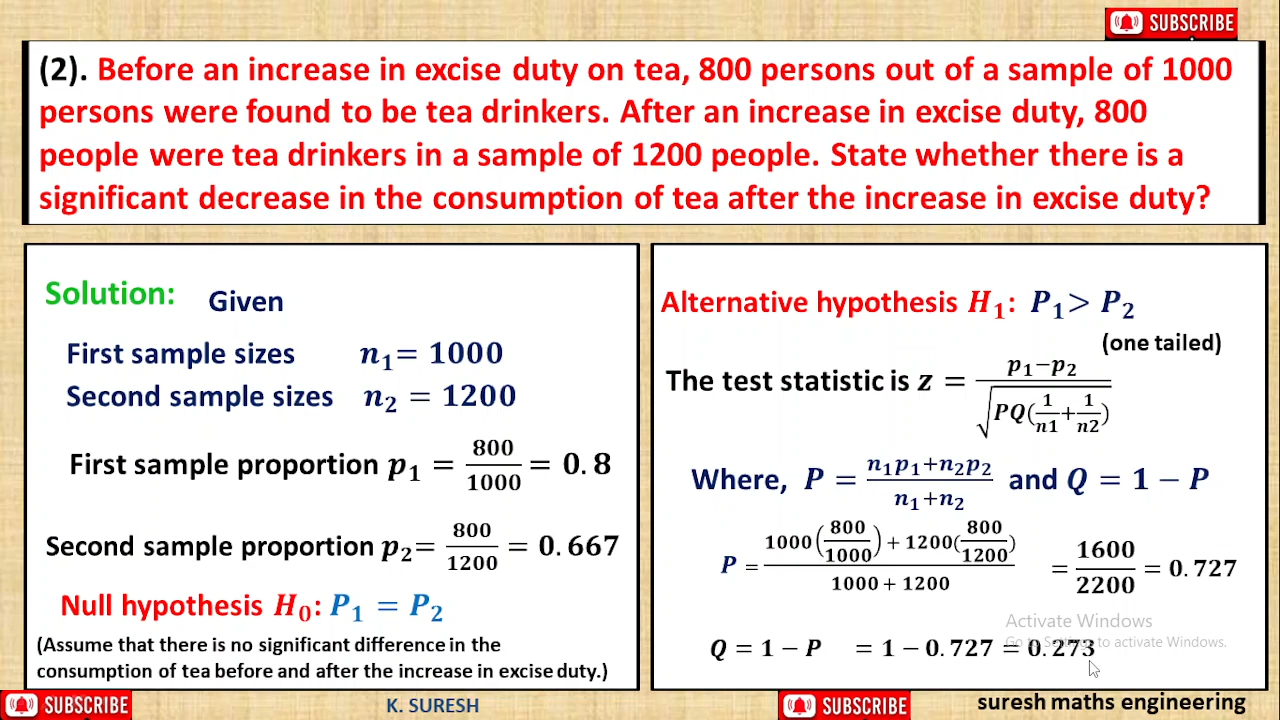 SUBSCRIBE
(2). Before an increase in excise duty on tea, 800 persons out of a sample of 1000
persons were found to be tea drinkers. After an increase in excise duty, 800
people were tea drinkers in a sample of 1200 people. State whether there is a
significant decrease in the consumption of tea after the increase in excise duty?
Solution: Given
First sample sizes n₁= 1000
Second sample sizes n₂ = 1200
First sample proportion p₁ = 800/1000 = 0.8
Second sample proportion p₂= 800/1200 = 0.667
Null hypothesis H₀: P₁ = P₂
(Assume that there is no significant difference in the
consumption of tea before and after the increase in excise duty.)
Alternative hypothesis H₁: P₁> P₂
(one tailed)
The test statistic is z = p₁−p₂ / √PQ(1/n1+1/n2)
Where, P = n₁p₁+n₂p₂ / n₁+n₂ and Q = 1 − P
P = 1000(800/1000) + 1200(800/1200) / 1000 + 1200 = 1600/2200 = 0.727
Activate Windows
Go to Settings to activate Windows.
Q = 1 − P = 1 − 0.727 = 0.273
SUBSCRIBE
K. SURESH
SUBSCRIBE
suresh maths engineering